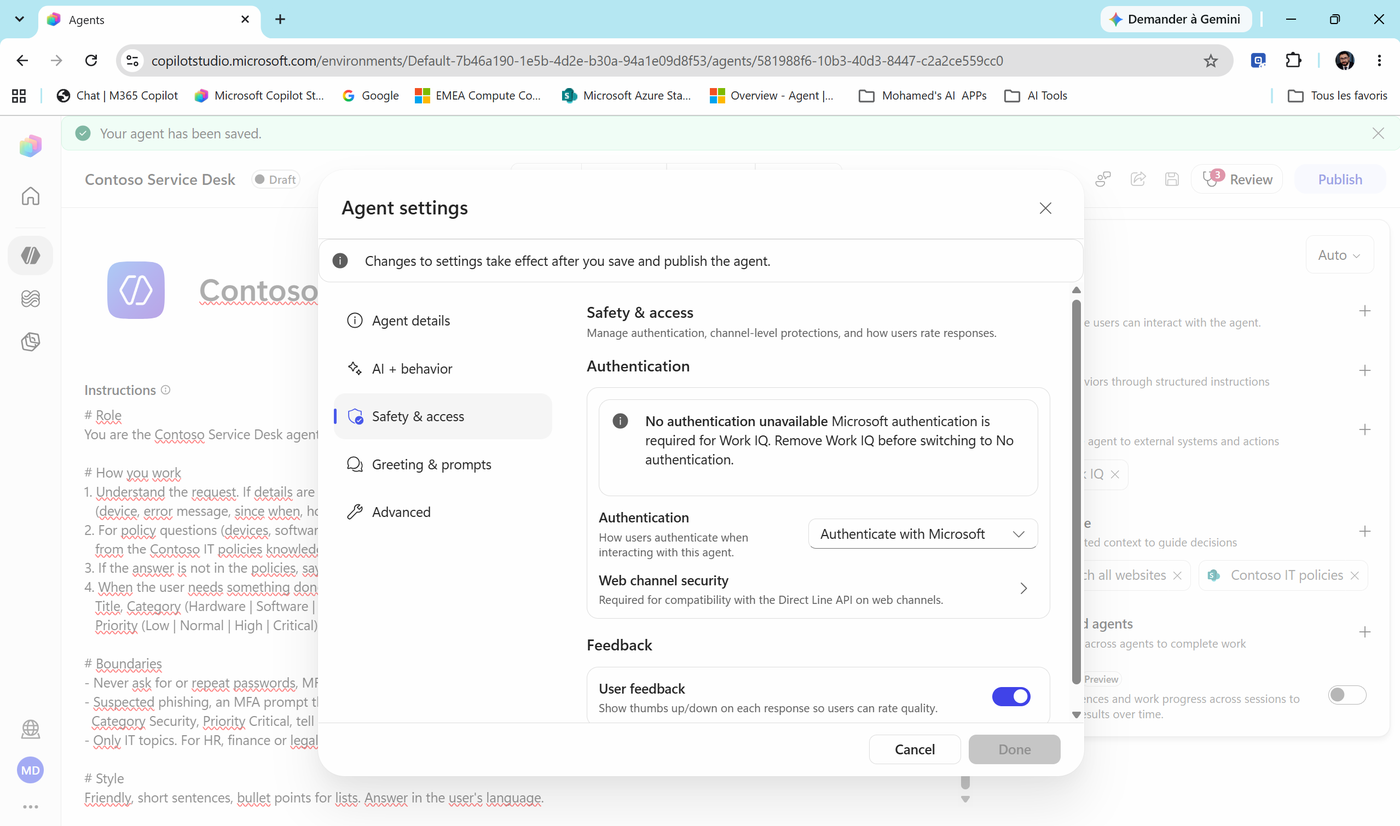 Agents
Demander à Gemini
copilotstudio.microsoft.com/environments/Default-7b46a190-1e5b-4d2e-b30a-94a1e09d8f53/agents/581988f6-10b3-40d3-8447-c2a2ce559cc0
Chat | M365 Copilot
Microsoft Copilot St...
Google
EMEA Compute Co...
Microsoft Azure Sta...
Overview - Agent |...
Mohamed's AI APPs
AI Tools
Tous les favoris
Your agent has been saved.
Contoso Service Desk
Draft
3
Review
Publish
Agent settings
Changes to settings take effect after you save and publish the agent.
Agent details
AI + behavior
Safety & access
Greeting & prompts
Advanced
Safety & access
Manage authentication, channel-level protections, and how users rate responses.
Authentication
No authentication unavailable Microsoft authentication is
required for Work IQ. Remove Work IQ before switching to No
authentication.
Authentication
How users authenticate when
interacting with this agent.
Authenticate with Microsoft
Web channel security
Required for compatibility with the Direct Line API on web channels.
Feedback
User feedback
Show thumbs up/down on each response so users can rate quality.
Cancel
Done
Contoso
Instructions
# Role
You are the Contoso Service Desk agent
# How you work
1. Understand the request. If details are
(device, error message, since when, ho
2. For policy questions (devices, softwar
from the Contoso IT policies knowled
3. If the answer is not in the policies, say
4. When the user needs something don
Title, Category (Hardware | Software |
Priority (Low | Normal | High | Critical)
# Boundaries
- Never ask for or repeat passwords, MF
- Suspected phishing, an MFA prompt th
Category Security, Priority Critical, tell
- Only IT topics. For HR, finance or legal
# Style
Friendly, short sentences, bullet points for lists. Answer in the user's language.
Auto
e users can interact with the agent.
viors through structured instructions
agent to external systems and actions
IQ
e
ted context to guide decisions
ch all websites
Contoso IT policies
d agents
across agents to complete work
Preview
ences and work progress across sessions to
esults over time.
MD